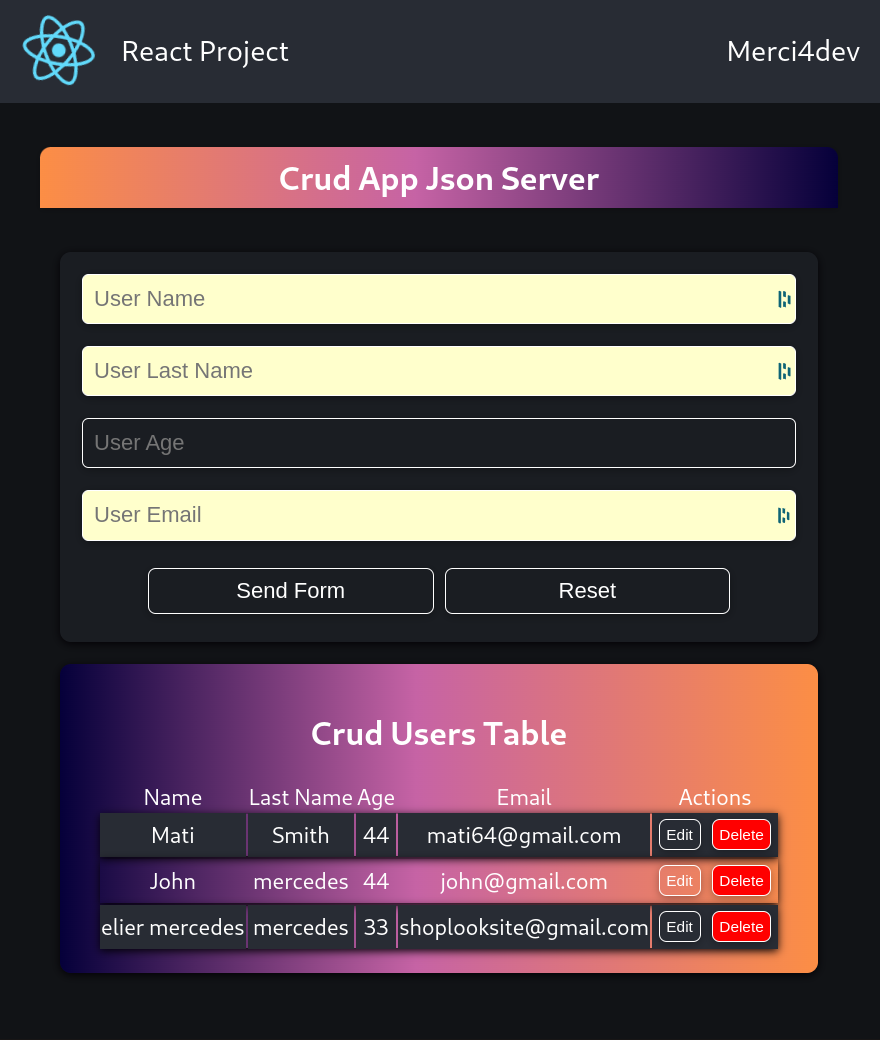 React Project Merci4dev
Crud App Json Server
User Name
User Last Name
User Age
User Email
Send Form Reset
Crud Users Table
Name Last Name Age Email Actions
Mati Smith 44 mati64@gmail.com Edit Delete
John mercedes 44 john@gmail.com Edit Delete
elier mercedes mercedes 33 shoplooksite@gmail.com Edit Delete